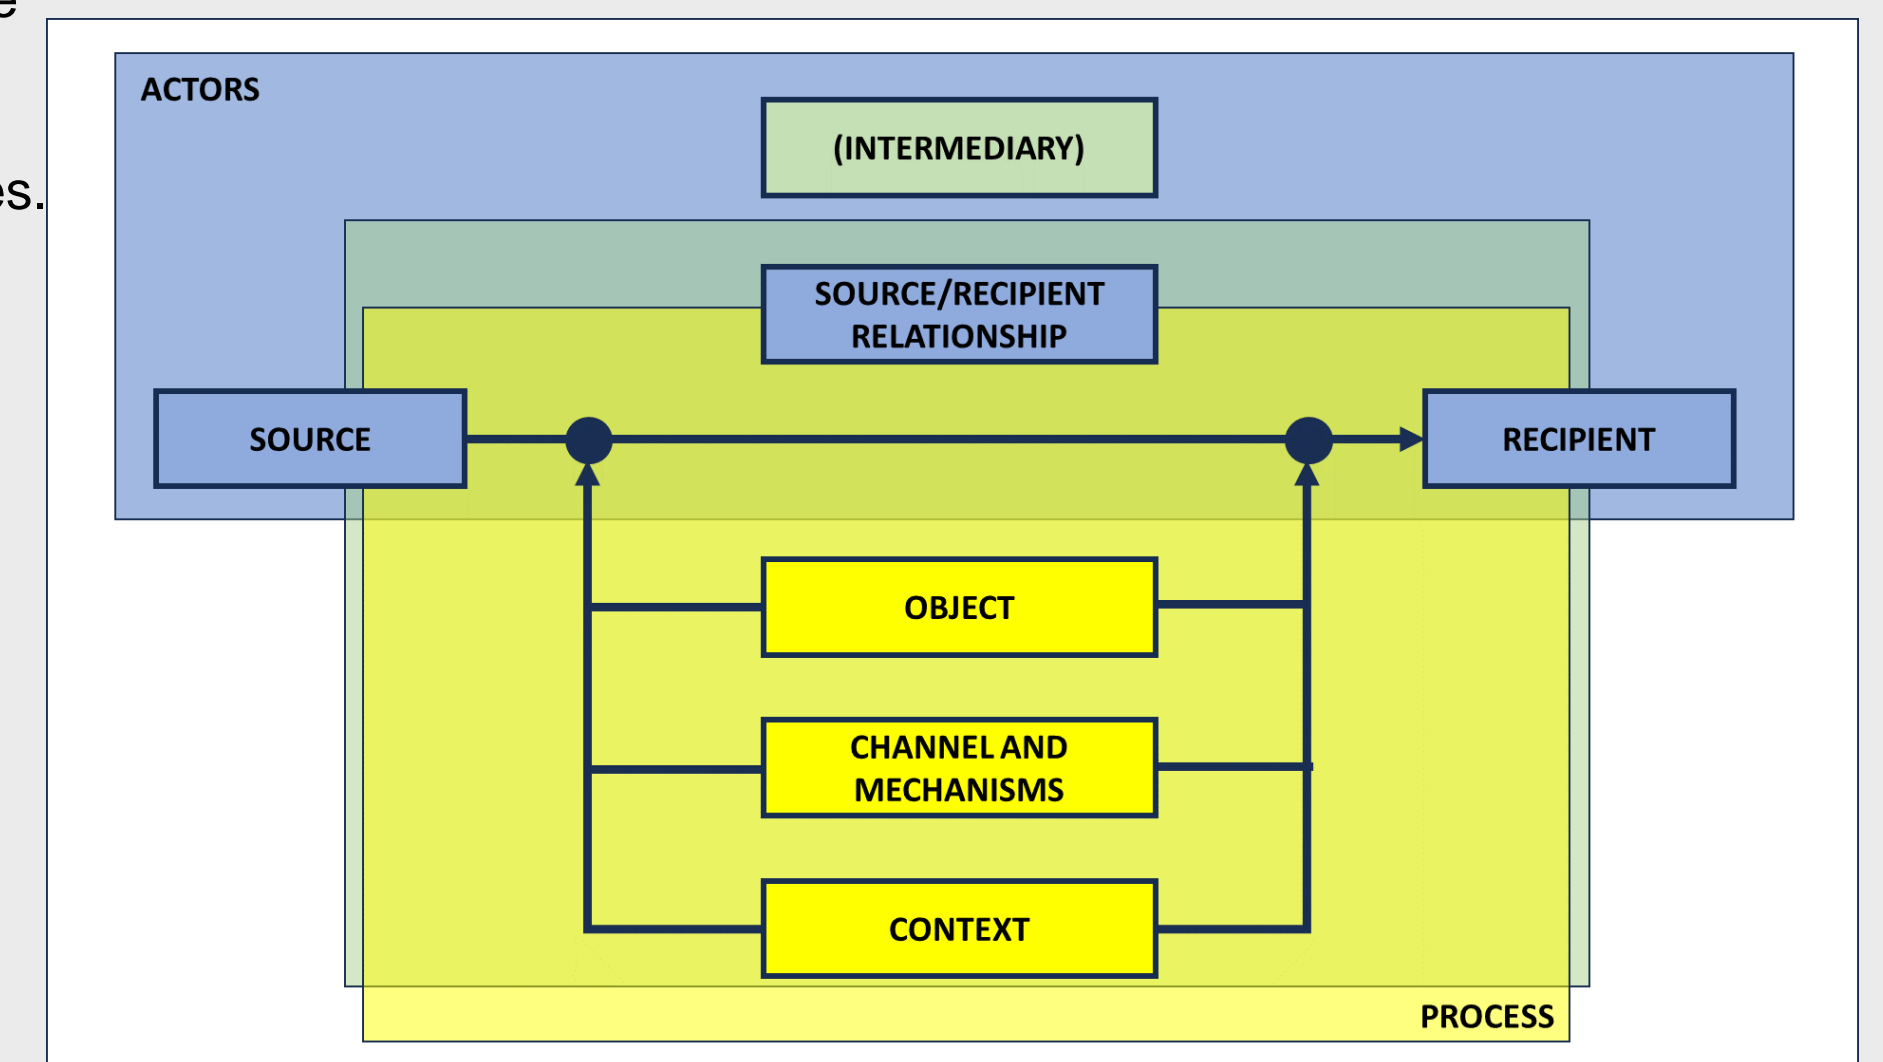 ACTORS
(INTERMEDIARY)
SOURCE/RECIPIENT
RELATIONSHIP
SOURCE
RECIPIENT
OBJECT
CHANNEL AND
MECHANISMS
CONTEXT
PROCESS